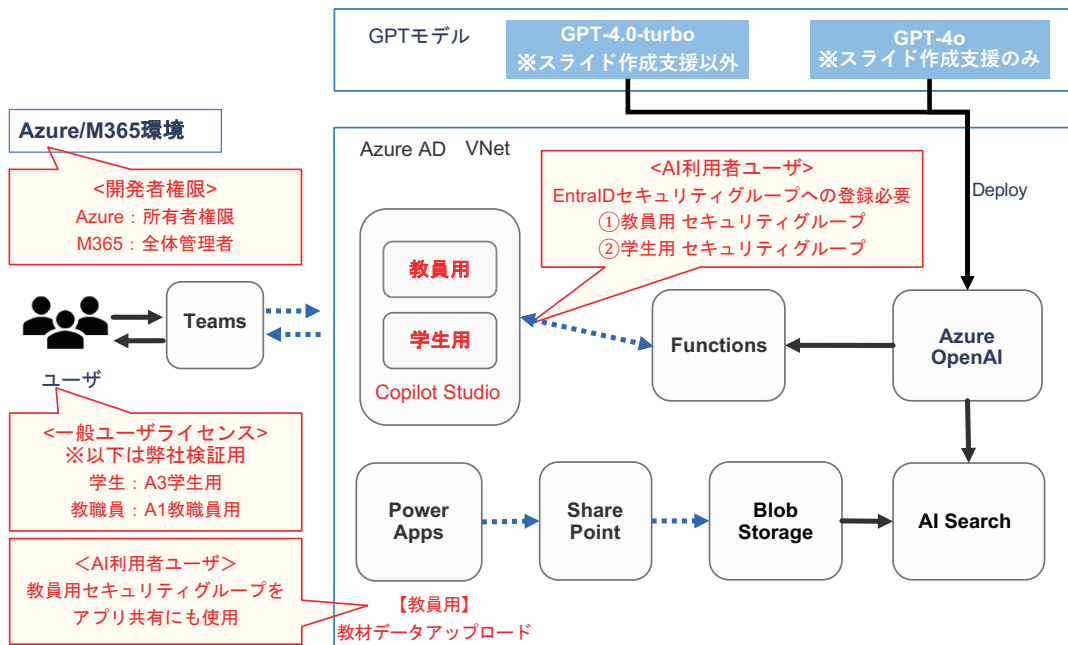 GPTモデル
GPT-4.0-turbo
※スライド作成支援以外
GPT-4o
※スライド作成支援のみ
Azure/M365環境
<開発者権限>
Azure：所有者権限
M365：全体管理者
Azure AD VNet
<AI利用者ユーザ>
EntraIDセキュリティグループへの登録必要
①教員用 セキュリティグループ
②学生用 セキュリティグループ
Deploy
ユーザ
Teams
教員用
学生用
Copilot Studio
Functions
Azure
OpenAI
<一般ユーザライセンス>
※以下は弊社検証用
学生：A3学生用
教職員：A1教職員用
Power
Apps
Share
Point
Blob
Storage
AI Search
＜AI利用者ユーザ＞
教員用セキュリティグループを
アプリ共有にも使用
【教員用】
教材データアップロード